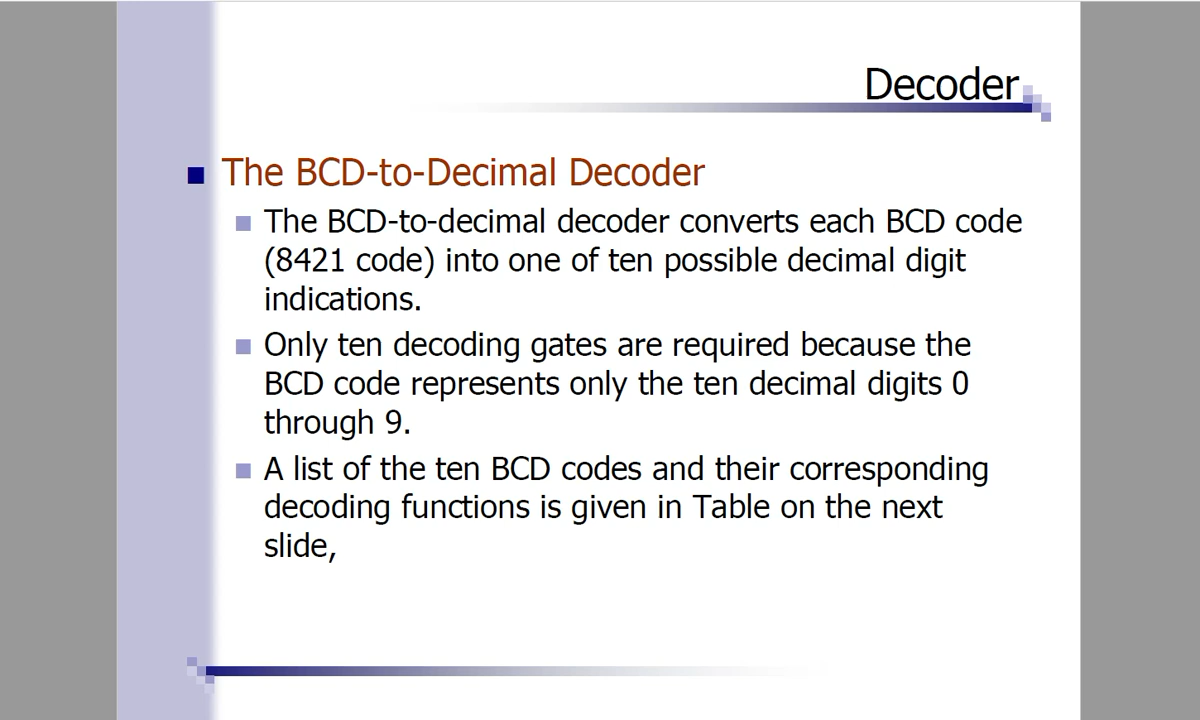 Decoder
The BCD-to-Decimal Decoder
The BCD-to-decimal decoder converts each BCD code
(8421 code) into one of ten possible decimal digit
indications.
Only ten decoding gates are required because the
BCD code represents only the ten decimal digits 0
through 9.
A list of the ten BCD codes and their corresponding
decoding functions is given in Table on the next
slide,